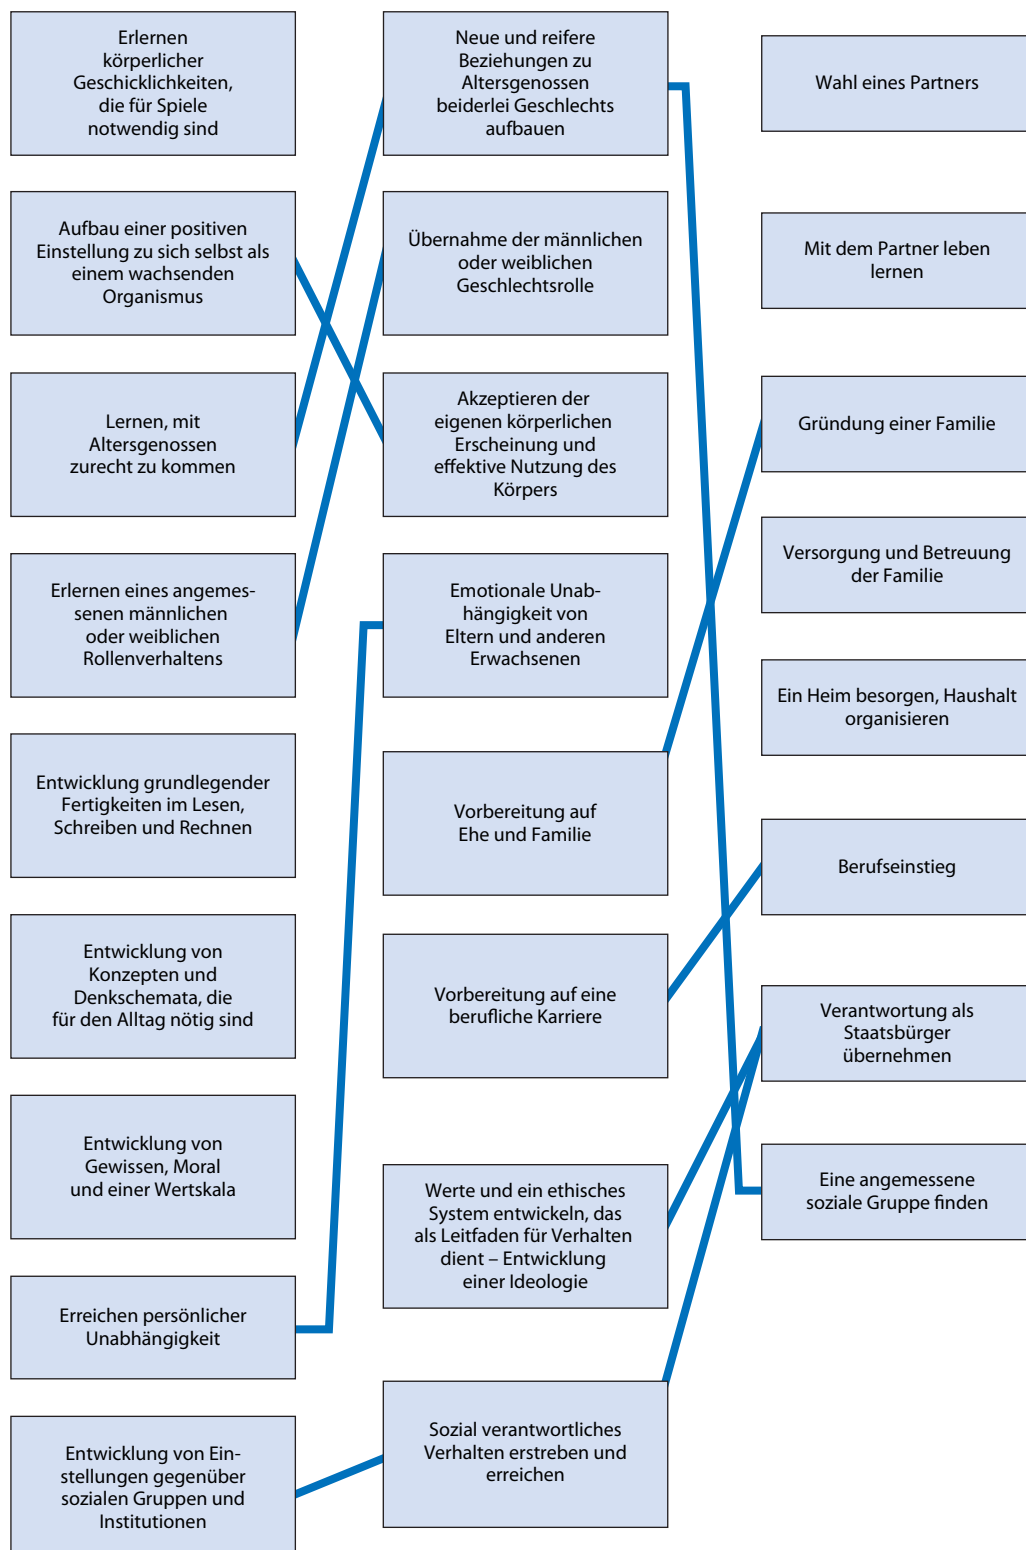 Erlernen
körperlicher
Geschicklichkeiten,
die für Spiele
notwendig sind
Aufbau einer positiven
Einstellung zu sich selbst als
einem wachsenden
Organismus
Lernen, mit
Altersgenossen
zurecht zu kommen
Erlernen eines angemes-
senen männlichen
oder weiblichen
Rollenverhaltens
Entwicklung grundlegender
Fertigkeiten im Lesen,
Schreiben und Rechnen
Entwicklung von
Konzepten und
Denkschemata, die
für den Alltag nötig sind
Entwicklung von
Gewissen, Moral
und einer Wertskala
Erreichen persönlicher
Unabhängigkeit
Entwicklung von Ein-
stellungen gegenüber
sozialen Gruppen und
Institutionen
Neue und reifere
Beziehungen zu
Altersgenossen
beiderlei Geschlechts
aufbauen
Übernahme der männlichen
oder weiblichen
Geschlechtsrolle
Akzeptieren der
eigenen körperlichen
Erscheinung und
effektive Nutzung des
Körpers
Emotionale Unab-
hängigkeit von
Eltern und anderen
Erwachsenen
Vorbereitung auf
Ehe und Familie
Vorbereitung auf eine
berufliche Karriere
Werte und ein ethisches
System entwickeln, das
als Leitfaden für Verhalten
dient – Entwicklung
einer Ideologie
Sozial verantwortliches
Verhalten erstreben und
erreichen
Wahl eines Partners
Mit dem Partner leben
lernen
Gründung einer Familie
Versorgung und Betreuung
der Familie
Ein Heim besorgen, Haushalt
organisieren
Berufseinstieg
Verantwortung als
Staatsbürger
übernehmen
Eine angemessene
soziale Gruppe finden